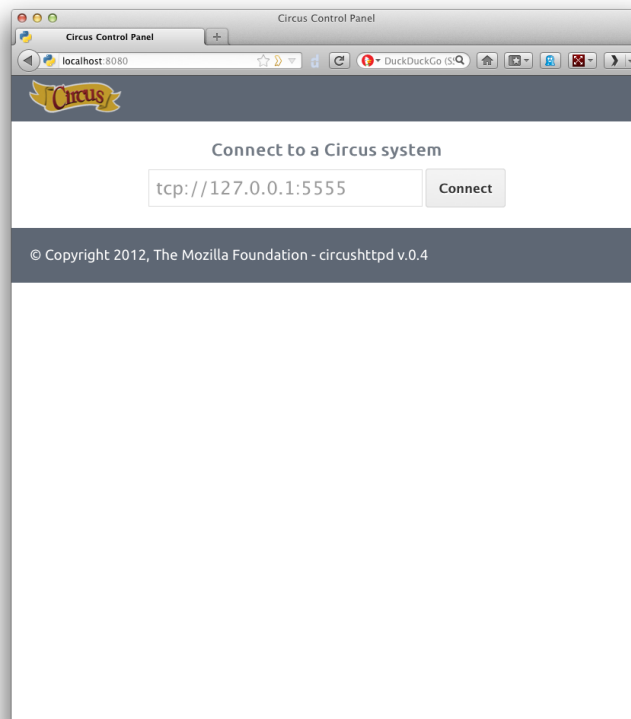 Circus Control Panel
Circus Control Panel
localhost:8080
DuckDuckGo (S
Circus
Connect to a Circus system
tcp://127.0.0.1:5555
Connect
© Copyright 2012, The Mozilla Foundation - circushttpd v.0.4